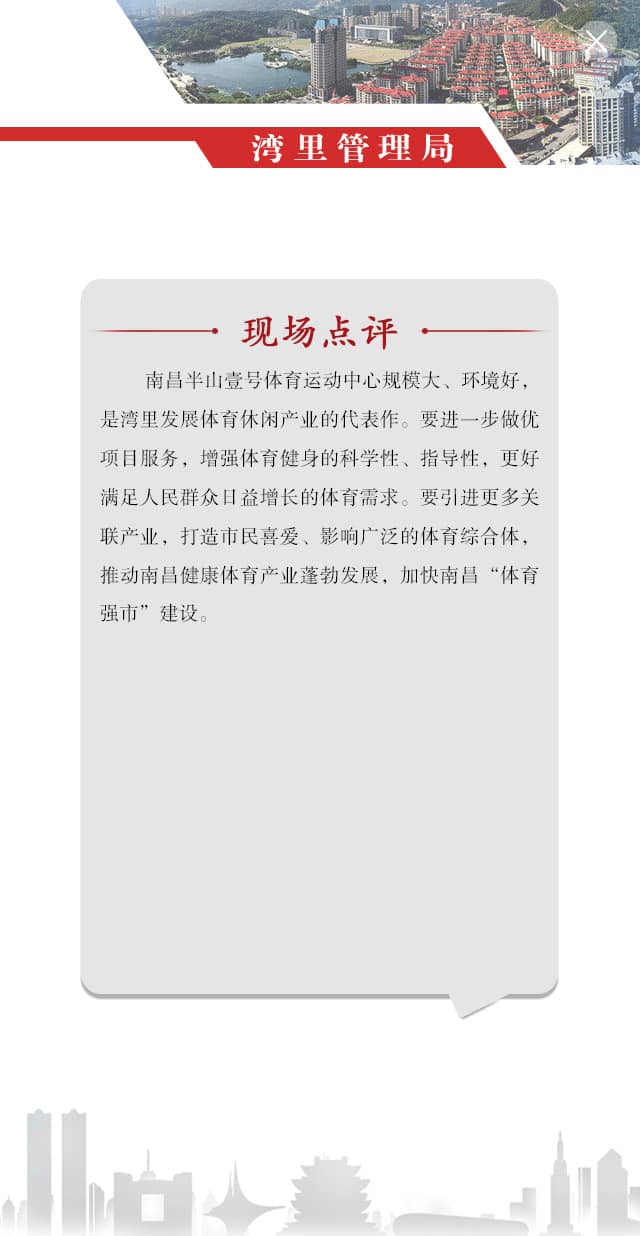 湾里管理局
现场点评
南昌半山壹号体育运动中心规模大、环境好，
是湾里发展体育休闲产业的代表作。要进一步做优
项目服务，增强体育健身的科学性、指导性，更好
满足人民群众日益增长的体育需求。要引进更多关
联产业，打造市民喜爱、影响广泛的体育综合体，
推动南昌健康体育产业蓬勃发展，加快南昌“体育
强市”建设。